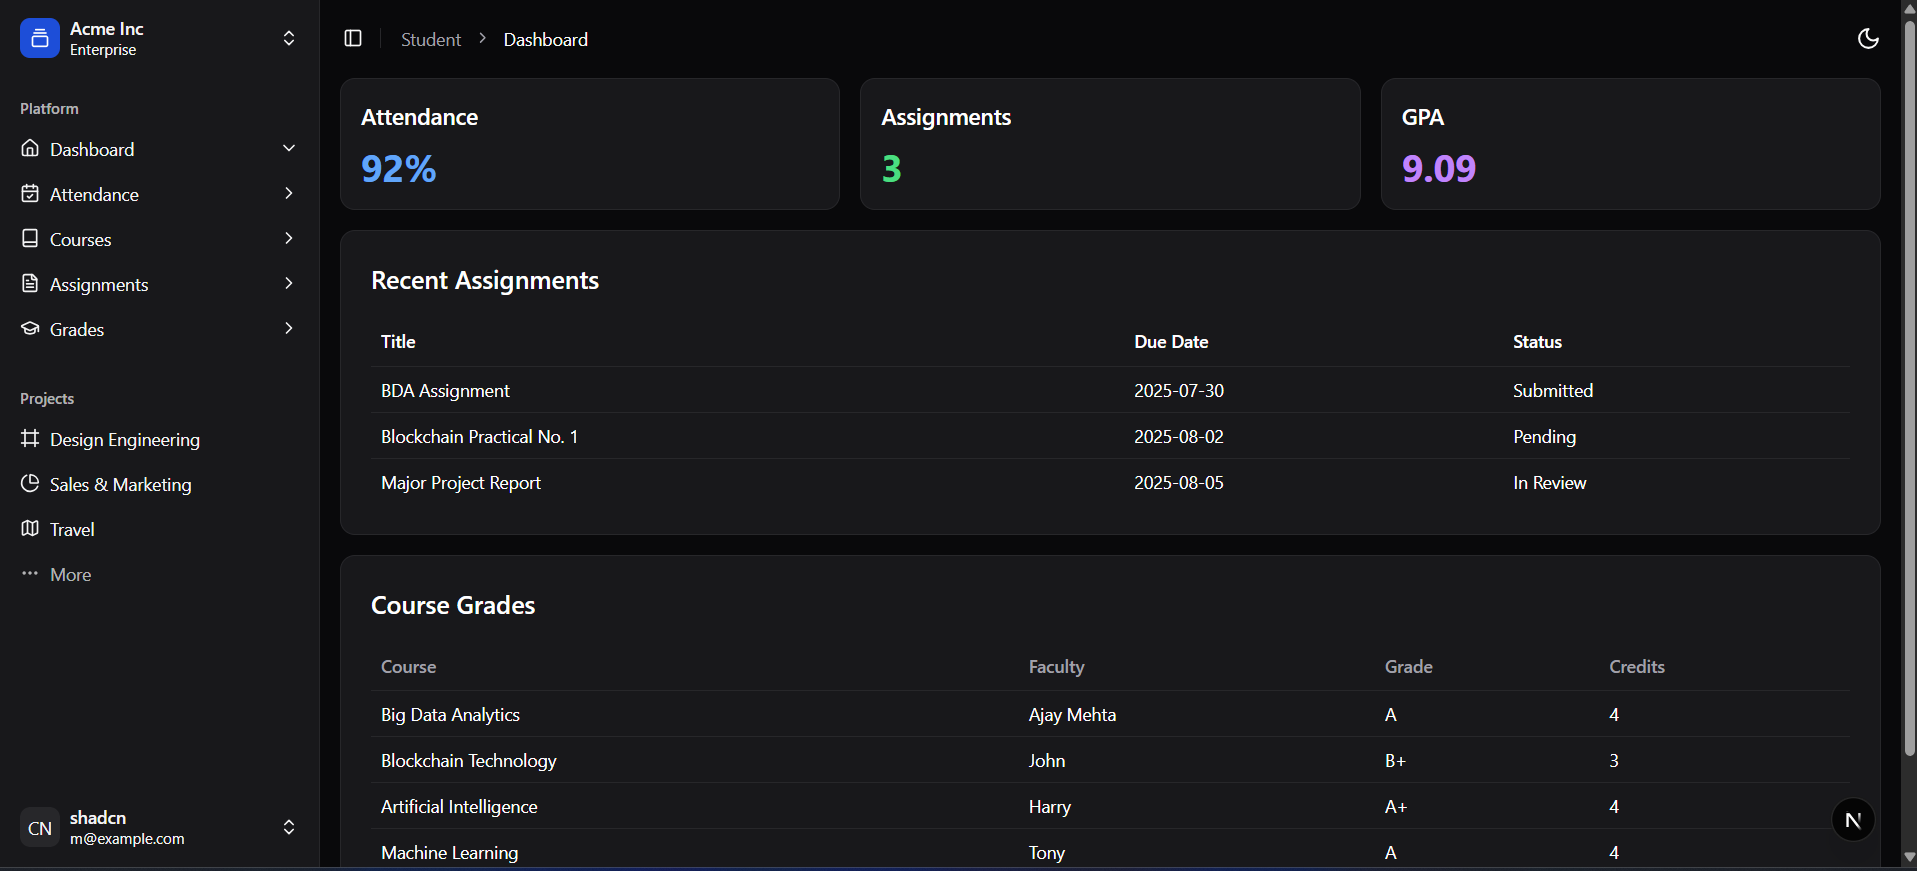 Acme Inc
Enterprise
Platform
Dashboard
Attendance
Courses
Assignments
Grades
Projects
Design Engineering
Sales & Marketing
Travel
More
CN
shadcn
m@example.com
Student > Dashboard
Attendance
92%
Assignments
3
GPA
9.09
Recent Assignments
Title Due Date Status
BDA Assignment 2025-07-30 Submitted
Blockchain Practical No. 1 2025-08-02 Pending
Major Project Report 2025-08-05 In Review
Course Grades
Course Faculty Grade Credits
Big Data Analytics Ajay Mehta A 4
Blockchain Technology John B+ 3
Artificial Intelligence Harry A+ 4
Machine Learning Tony A 4
N